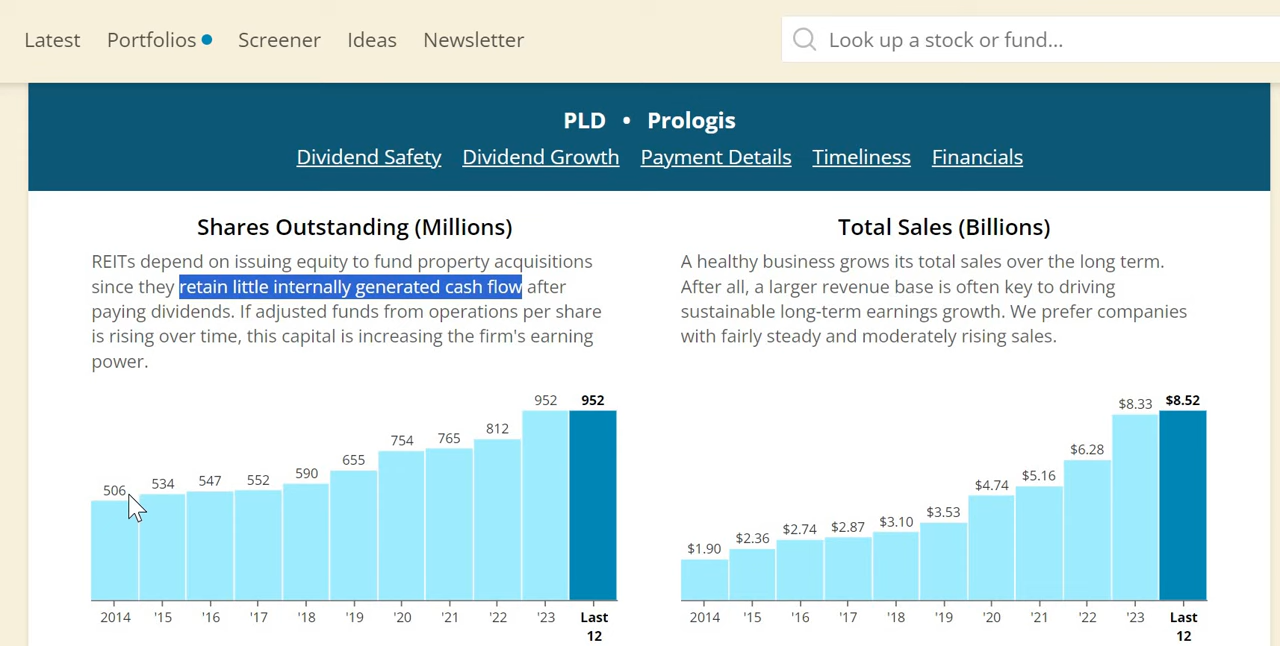 Latest Portfolios Screener Ideas Newsletter Look up a stock or fund...
PLD • Prologis
Dividend Safety Dividend Growth Payment Details Timeliness Financials
Shares Outstanding (Millions)
REITs depend on issuing equity to fund property acquisitions
since they retain little internally generated cash flow after
paying dividends. If adjusted funds from operations per share
is rising over time, this capital is increasing the firm's earning
power.
506 534 547 552 590 655 754 765 812 952 952
2014 '15 '16 '17 '18 '19 '20 '21 '22 '23 Last
12
Total Sales (Billions)
A healthy business grows its total sales over the long term.
After all, a larger revenue base is often key to driving
sustainable long-term earnings growth. We prefer companies
with fairly steady and moderately rising sales.
$1.90 $2.36 $2.74 $2.87 $3.10 $3.53 $4.74 $5.16 $6.28 $8.33 $8.52
2014 '15 '16 '17 '18 '19 '20 '21 '22 '23 Last
12